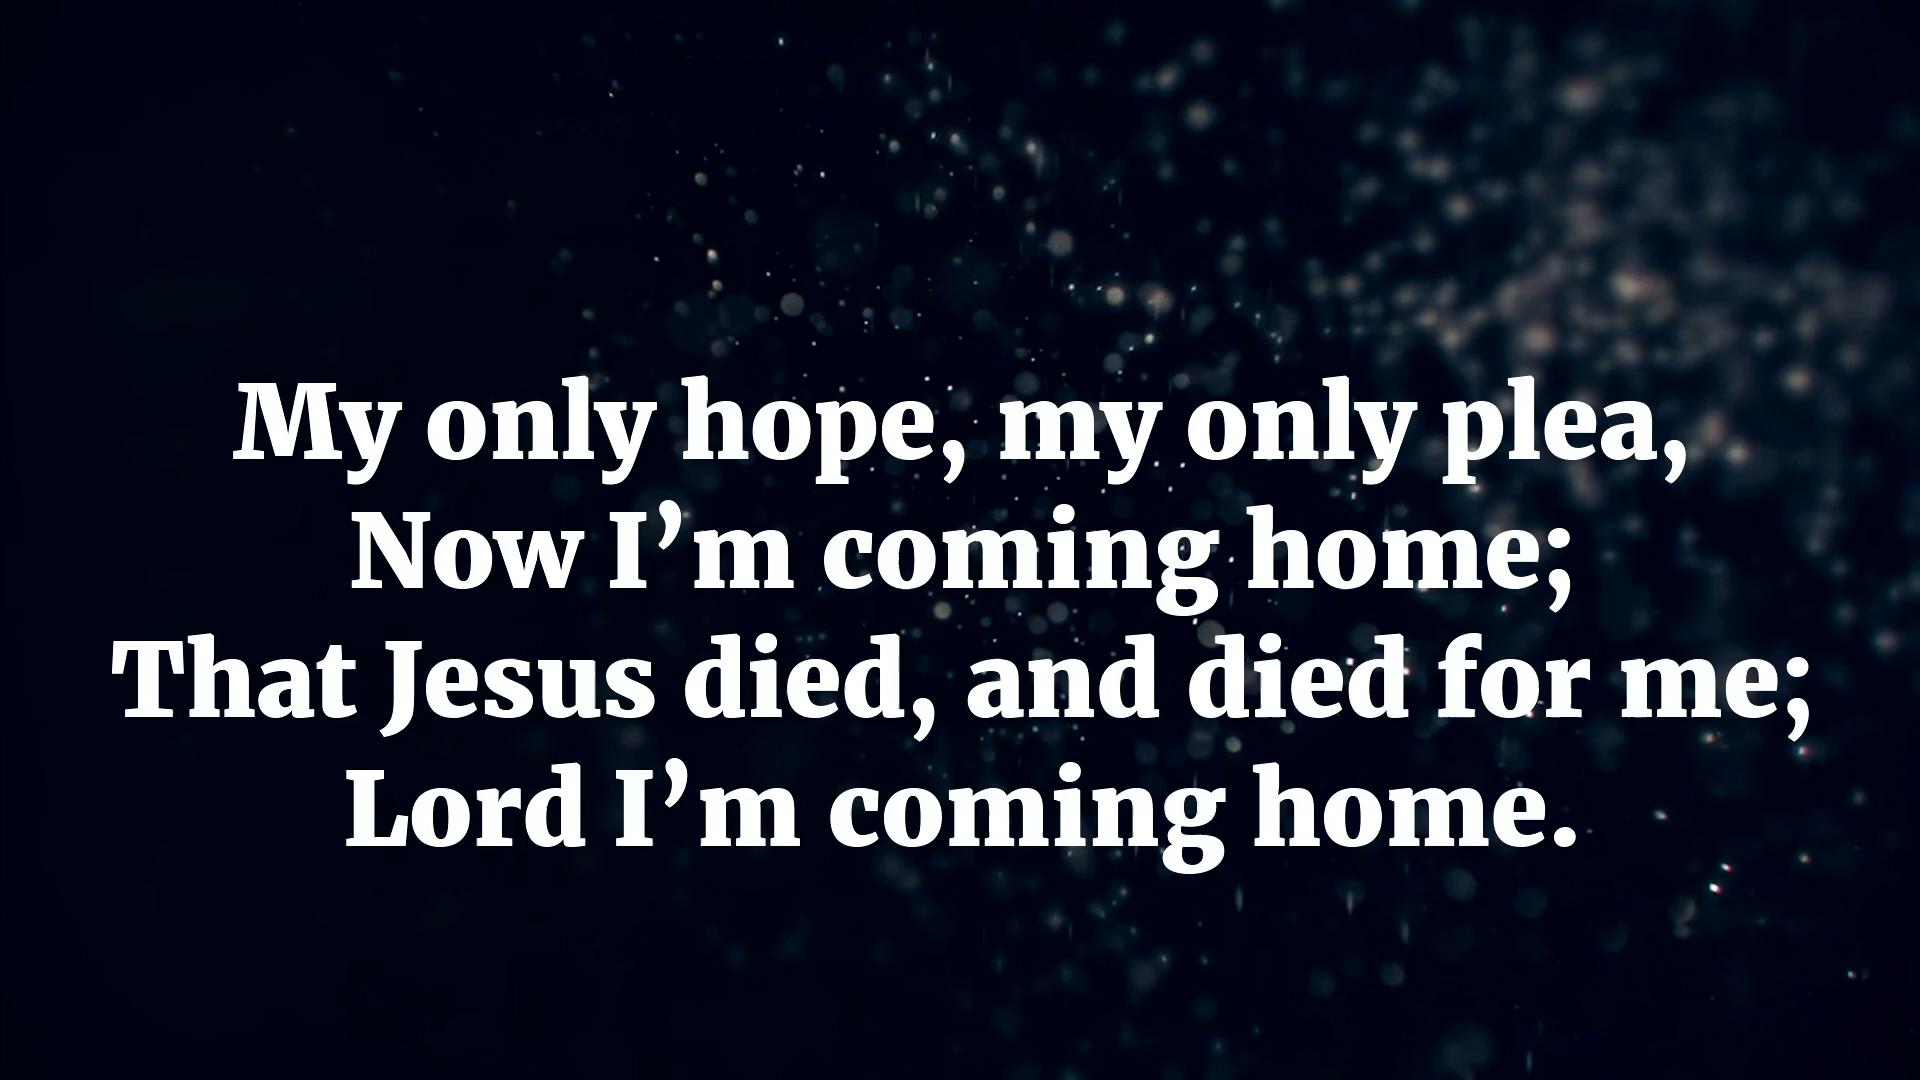 My only hope, my only plea,
Now I’m coming home;
That Jesus died, and died for me;
Lord I’m coming home.